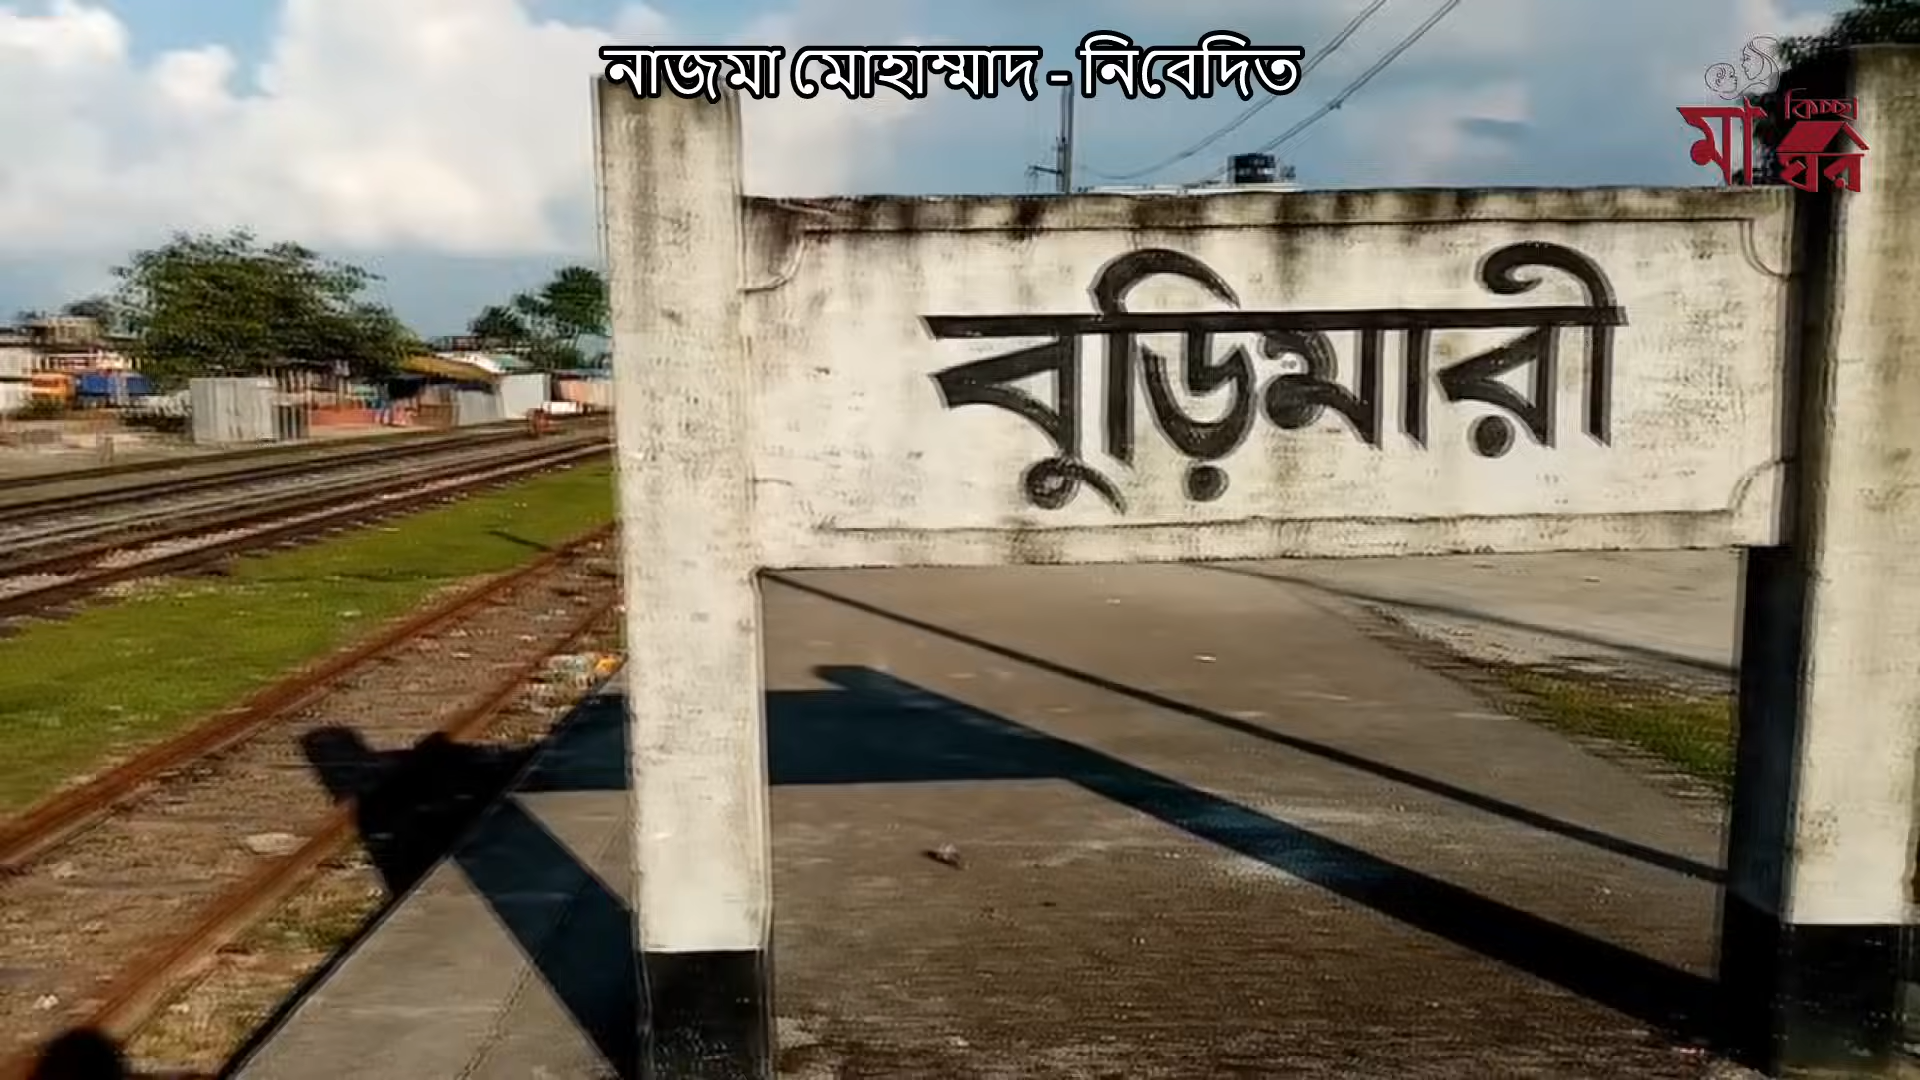 নাজমা মোহাম্মাদ - নিবেদিত
মা কিচ্ছা ঘর
বুড়িমারী